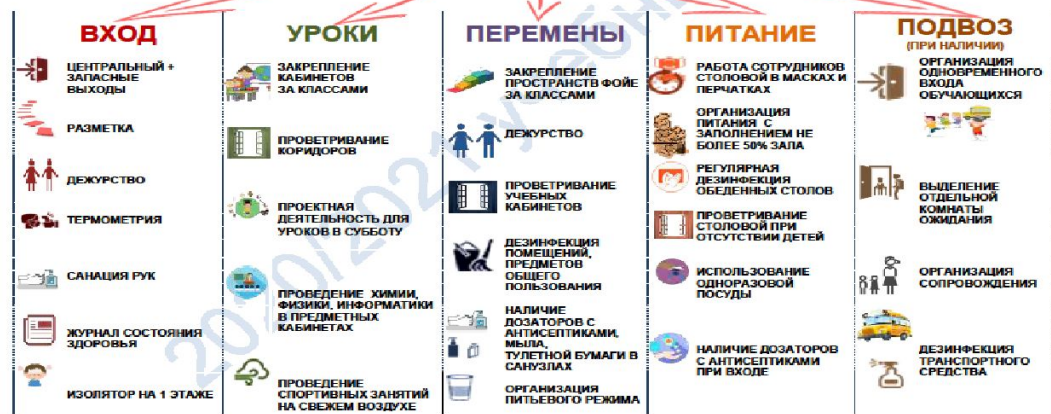 ВХОД
ЦЕНТРАЛЬНЫЙ +
ЗАПАСНЫЕ
ВЫХОДЫ
РАЗМЕТКА
ДЕЖУРСТВО
ТЕРМОМЕТРИЯ
САНАЦИЯ РУК
ЖУРНАЛ СОСТОЯНИЯ
ЗДОРОВЬЯ
ИЗОЛЯТОР НА 1 ЭТАЖЕ
УРОКИ
ЗАКРЕПЛЕНИЕ
КАБИНЕТОВ
ЗА КЛАССАМИ
ПРОВЕТРИВАНИЕ
КОРИДОРОВ
ПРОЕКТНАЯ
ДЕЯТЕЛЬНОСТЬ ДЛЯ
УРОКОВ В СУББОТУ
ПРОВЕДЕНИЕ ХИМИИ,
ФИЗИКИ, ИНФОРМАТИКИ
В ПРЕДМЕТНЫХ
КАБИНЕТАХ
ПРОВЕДЕНИЕ
СПОРТИВНЫХ ЗАНЯТИЙ
НА СВЕЖЕМ ВОЗДУХЕ
ПЕРЕМЕНЫ
ЗАКРЕПЛЕНИЕ
ПРОСТРАНСТВ ФОЙЕ
ЗА КЛАССАМИ
ДЕЖУРСТВО
ПРОВЕТРИВАНИЕ
УЧЕБНЫХ
КАБИНЕТОВ
ДЕЗИНФЕКЦИЯ
ПОМЕЩЕНИЙ,
ПРЕДМЕТОВ
ОБЩЕГО
ПОЛЬЗОВАНИЯ
НАЛИЧИЕ
ДОЗАТОРОВ С
АНТИСЕПТИКАМИ,
МЫЛА,
ТУЛЕТНОЙ БУМАГИ В
САНУЗЛАХ
ОРГАНИЗАЦИЯ
ПИТЬЕВОГО РЕЖИМА
ПИТАНИЕ
РАБОТА СОТРУДНИКОВ
СТОЛОВОЙ В МАСКАХ И
ПЕРЧАТКАХ
ОРГАНИЗАЦИЯ
ПИТАНИЯ С
ЗАПОЛНЕНИЕМ НЕ
БОЛЕЕ 50% ЗАЛА
РЕГУЛЯРНАЯ
ДЕЗИНФЕКЦИЯ
ОБЕДЕННЫХ СТОЛОВ
ПРОВЕТРИВАНИЕ
СТОЛОВОЙ ПРИ
ОТСУТСТВИИ ДЕТЕЙ
ИСПОЛЬЗОВАНИЕ
ОДНОРАЗОВОЙ
ПОСУДЫ
НАЛИЧИЕ ДОЗАТОРОВ
С АНТИСЕПТИКАМИ
ПРИ ВХОДЕ
ПОДВОЗ
(ПРИ НАЛИЧИИ)
ОРГАНИЗАЦИЯ
ОДНОВРЕМЕННОГО
ВХОДА
ОБУЧАЮЩИХСЯ
ВЫДЕЛЕНИЕ
ОТДЕЛЬНОЙ
КОМНАТЫ
ОЖИДАНИЯ
ОРГАНИЗАЦИЯ
СОПРОВОЖДЕНИЯ
ДЕЗИНФЕКЦИЯ
ТРАНСПОРТНОГО
СРЕДСТВА
2020/2021